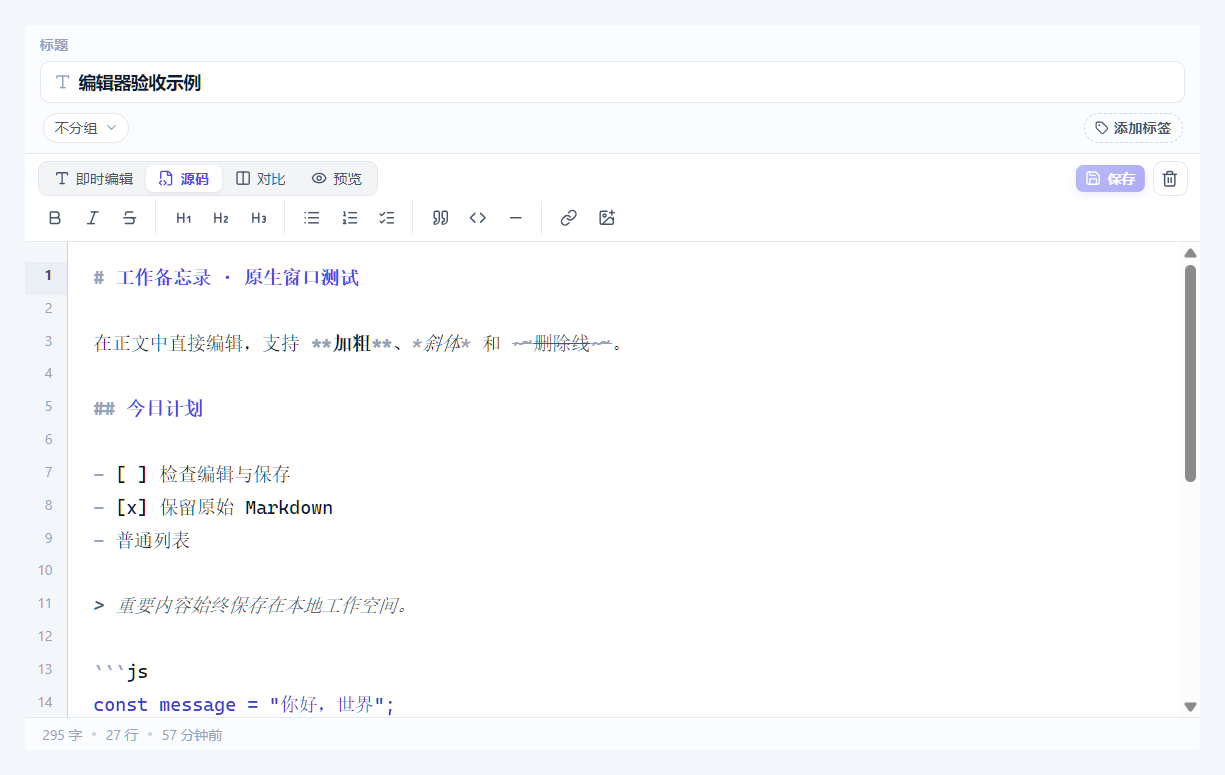 标题
编辑器验收示例
不分组
添加标签
即时编辑 源码 对比 预览
保存
B I S H1 H2 H3
1 # 工作备忘录 · 原生窗口测试
2
3 在正文中直接编辑，支持 **加粗**、*斜体* 和 ~~删除线~~。
4
5 ## 今日计划
6
7 - [ ] 检查编辑与保存
8 - [x] 保留原始 Markdown
9 - 普通列表
10
11 > 重要内容始终保存在本地工作空间。
12
13 ```js
14 const message = "你好，世界";
295 字 • 27 行 • 57 分钟前